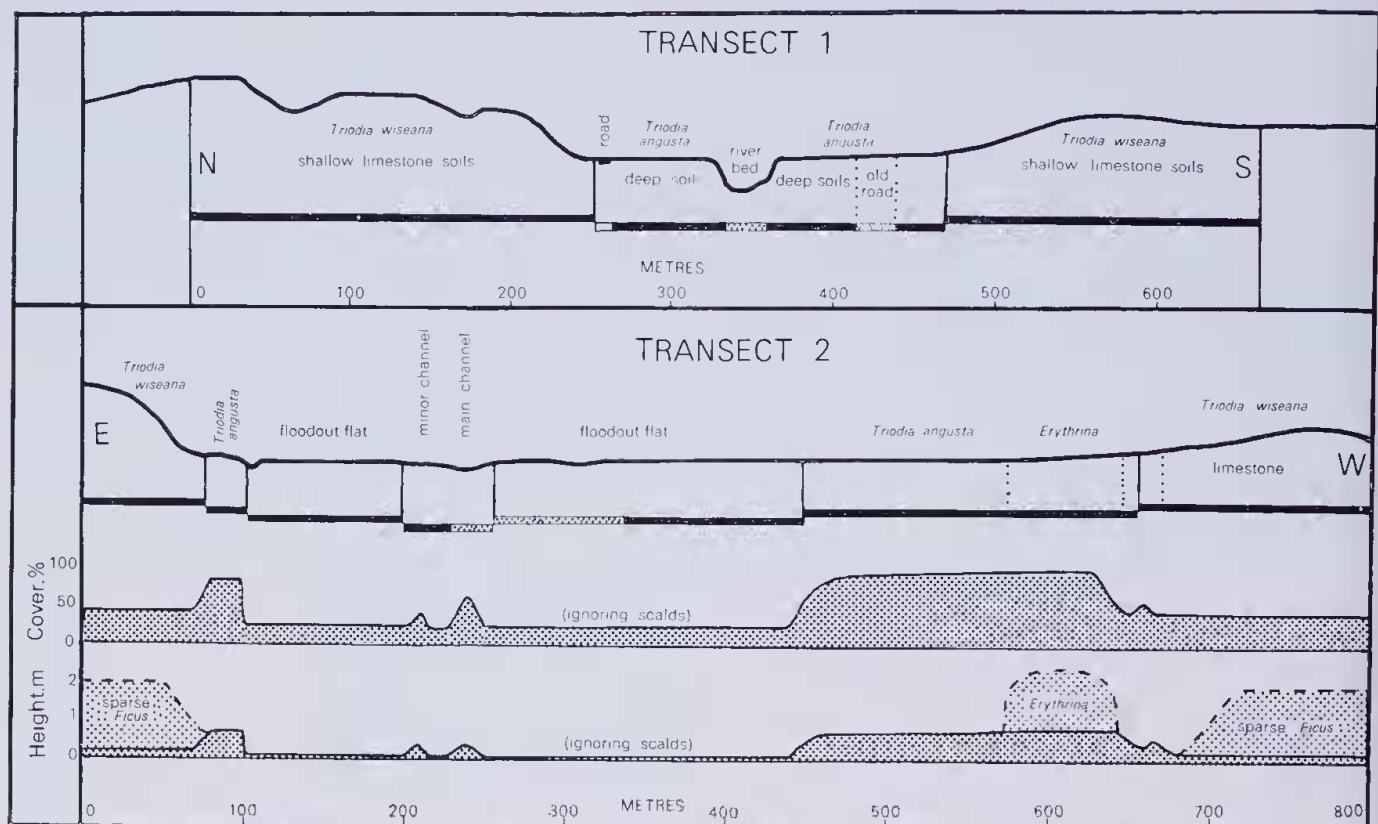 TRANSECT 1
N
Triodia wiseana
shallow limestone soils
road
Triodia
angusta
deep soil
river
bed
Triodia
angusta
deep soils
old
road
Triodia wiseana
shallow limestone soils
S
METRES
0 100 200 300 400 500 600
TRANSECT 2
E
Triodia
wiseana
Triodia
angusta
floodout flat
minor channel
main channel
floodout flat
Triodia angusta
Erythrina
Triodia wiseana
limestone
W
Cover.%
100
50
0
(ignoring scalds)
Height.m
2
1
0
sparse
Ficus
(ignoring scalds)
Erythrina
sparse Ficus
METRES
0 100 200 300 400 500 600 700 800